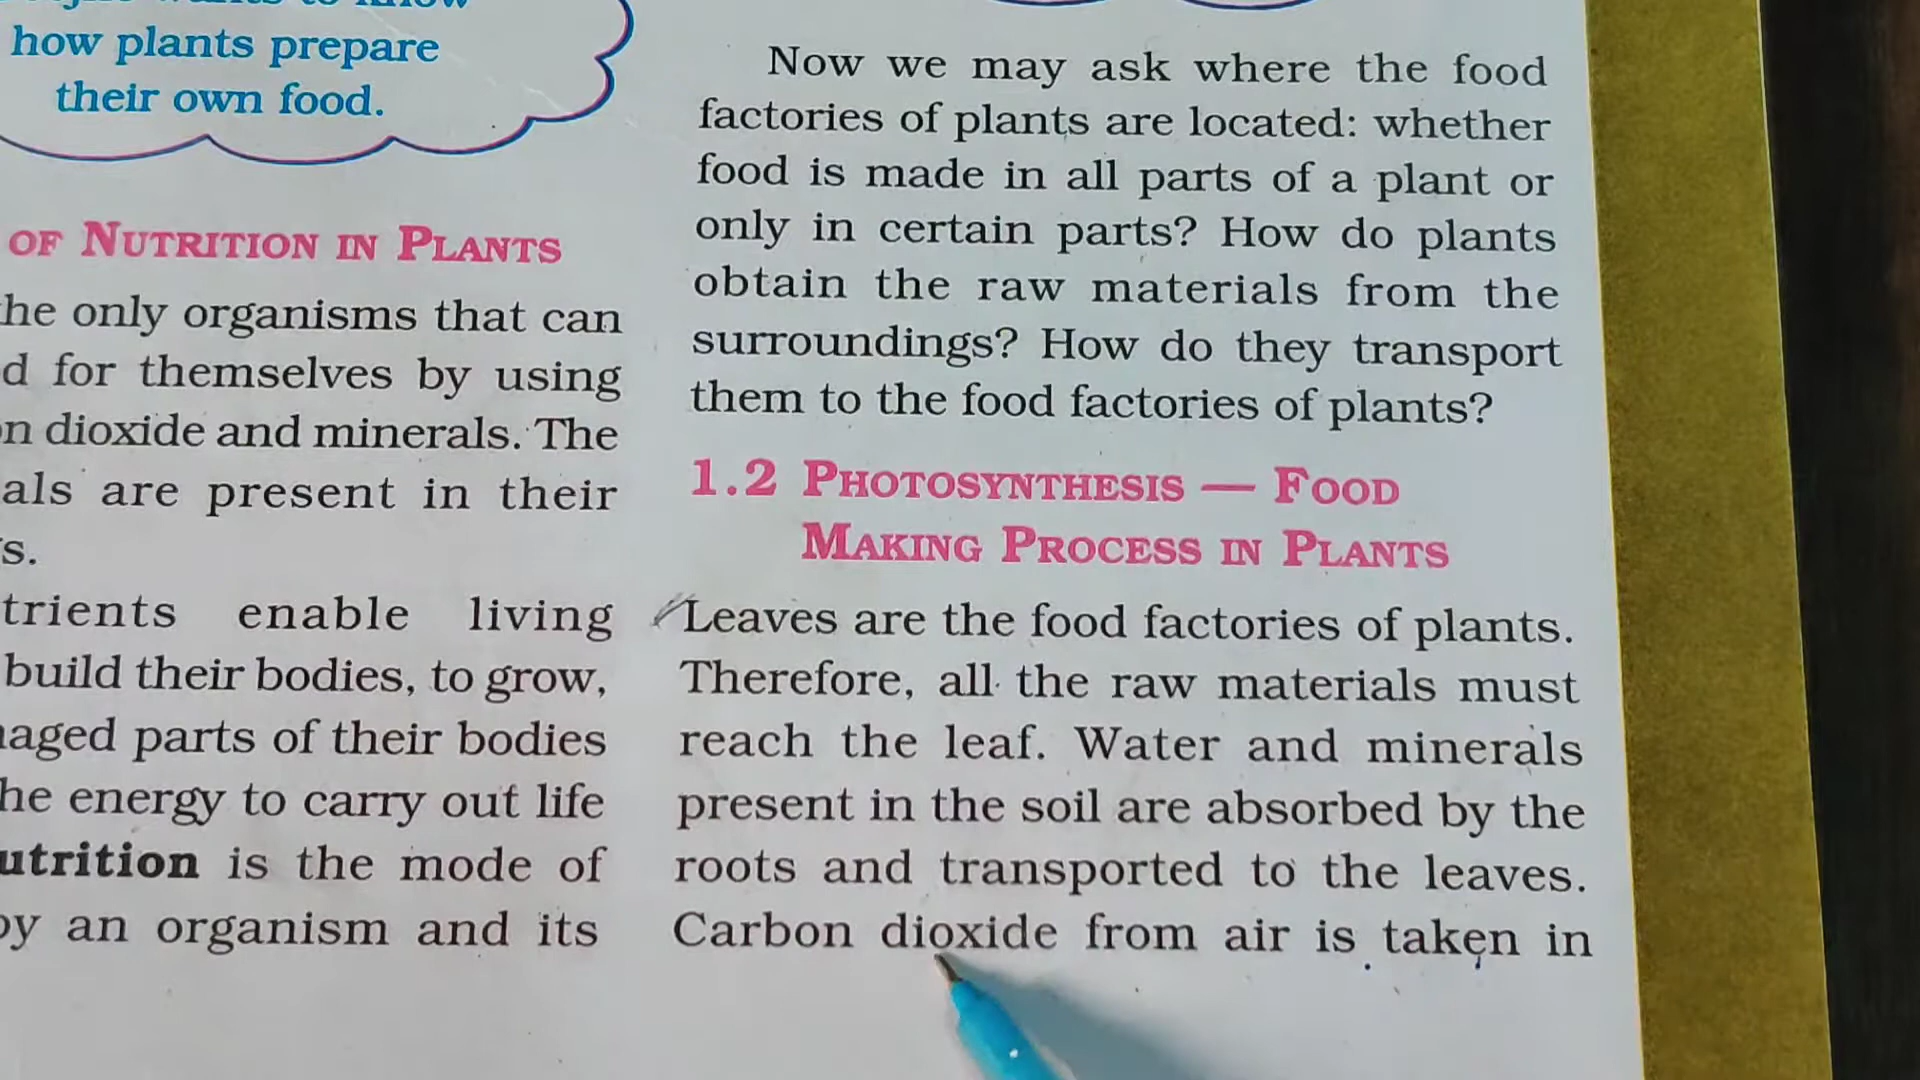 how plants prepare
their own food.
OF NUTRITION IN PLANTS
the only organisms that can
for themselves by using
dioxide and minerals. The
are present in their
enable living
build their bodies, to grow,
parts of their bodies
the energy to carry out life
utrition is the mode of
by an organism and its
Now we may ask where the food
factories of plants are located: whether
food is made in all parts of a plant or
only in certain parts? How do plants
obtain the raw materials from the
surroundings? How do they transport
them to the food factories of plants?
1.2 PHOTOSYNTHESIS — FOOD
MAKING PROCESS IN PLANTS
Leaves are the food factories of plants.
Therefore, all the raw materials must
reach the leaf. Water and minerals
present in the soil are absorbed by the
roots and transported to the leaves.
Carbon dioxide from air is taken in